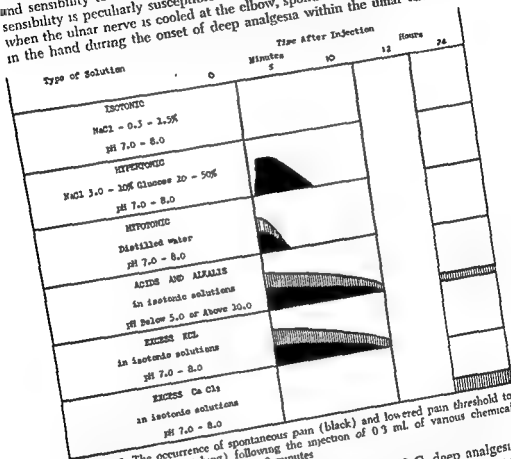 and sensibility
sensibility is peculiarly
when the ulnar nerve is cooled at the elbow,
in the hand during the onset of deep analgesia within the ulnar
Time After Injection
Type of Solution 0 Minutes 5 10 12 Hours 24
ISOTONIC
NaCl - 0.3 - 1.5%
pH 7.0 - 8.0
HYPERTONIC
NaCl 3.0 - 10% Glucose 20 - 50%
pH 7.0 - 8.0
HYPOTONIC
Distilled water
pH 7.0 - 8.0
ACIDS AND ALKALIS
in isotonic solutions
pH Below 5.0 or Above 10.0
EXCESS KCL
in isotonic solutions
pH 7.0 - 8.0
EXCESS Ca Cl2
in isotonic solutions
pH 7.0 - 8.0
The occurrence of spontaneous pain (black) and lowered pain threshold to
following the injection of 0 3 ml. of various
minutes
deep